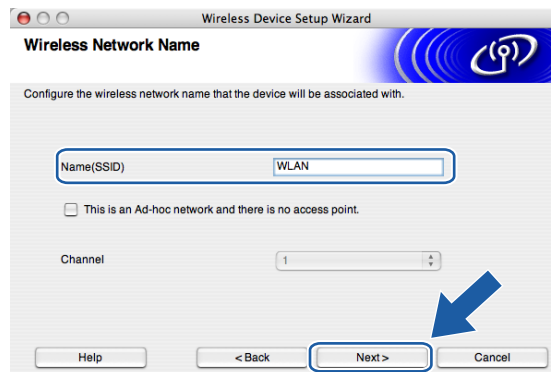 Wireless Device Setup Wizard
Wireless Network Name
Configure the wireless network name that the device will be associated with.
Name(SSID) WLAN
This is an Ad-hoc network and there is no access point.
Channel 1
Help < Back Next > Cancel